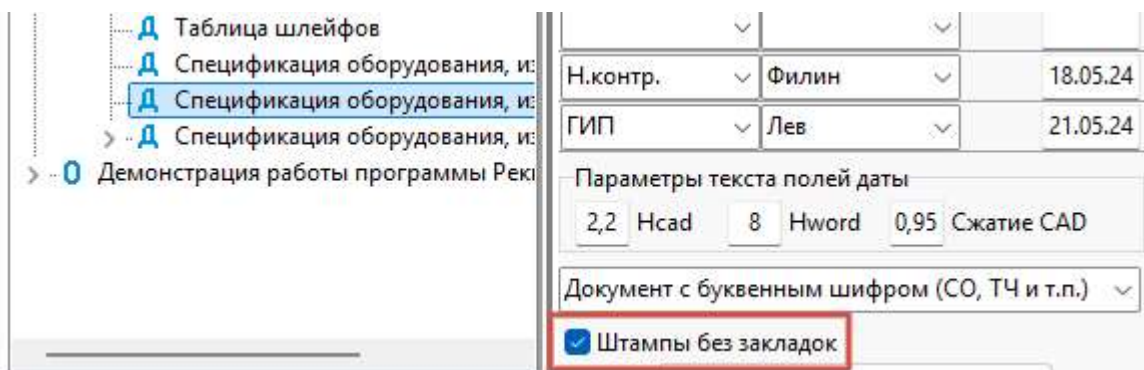 Д Таблица шлейфов
Д Спецификация оборудования, из
Д Спецификация оборудования, из
Д Спецификация оборудования, из
О Демонстрация работы программы Рек
Н.контр. Филин 18.05.24
ГИП Лев 21.05.24
Параметры текста полей даты
2,2 Hcad 8 Hword 0,95 Сжатие CAD
Документ с буквенным шифром (СО, ТЧ и т.п.)
Штампы без закладок